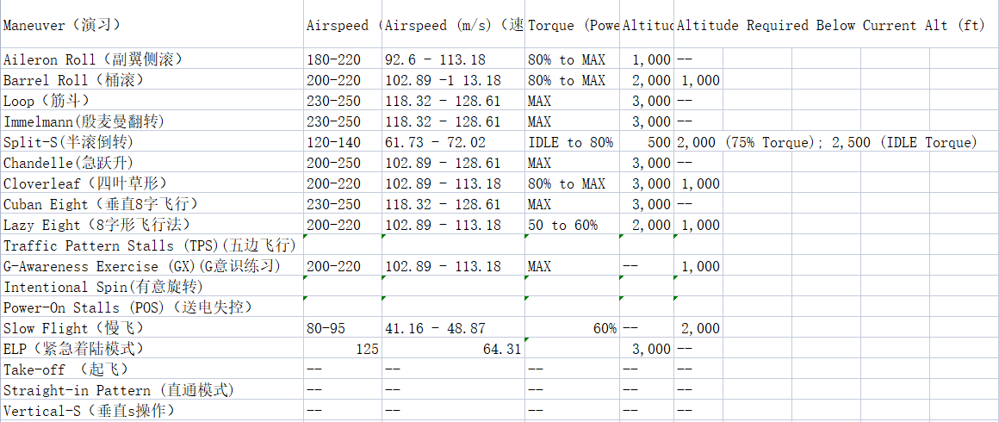 Maneuver（演习） Airspeed ( Airspeed (m/s)（速 Torque (Powe Altitud Altitude Required Below Current Alt (ft)
Aileron Roll（副翼侧滚） 180-220 92.6 - 113.18 80% to MAX 1,000 --
Barrel Roll（桶滚） 200-220 102.89 -1 13.18 80% to MAX 2,000 1,000
Loop（筋斗） 230-250 118.32 - 128.61 MAX 3,000 --
Immelmann(殷麦曼翻转) 230-250 118.32 - 128.61 MAX 3,000 --
Split-S(半滚倒转) 120-140 61.73 - 72.02 IDLE to 80% 500 2,000 (75% Torque); 2,500 (IDLE Torque)
Chandelle(急跃升) 200-250 102.89 - 128.61 MAX 3,000 --
Cloverleaf（四叶草形） 200-220 102.89 - 113.18 80% to MAX 3,000 1,000
Cuban Eight（垂直8字飞行） 230-250 118.32 - 128.61 MAX 3,000 --
Lazy Eight（8字形飞行法） 200-220 102.89 - 113.18 50 to 60% 2,000 1,000
Traffic Pattern Stalls (TPS)(五边飞行)
G-Awareness Exercise (GX)(G意识练习) 200-220 102.89 - 113.18 MAX -- 1,000
Intentional Spin(有意旋转)
Power-On Stalls (POS)（送电失控）
Slow Flight（慢飞） 80-95 41.16 - 48.87 60% -- 2,000
ELP（紧急着陆模式） 125 64.31 3,000 --
Take-off （起飞） -- -- -- -- --
Straight-in Pattern (直通模式) -- -- -- -- --
Vertical-S（垂直s操作） -- -- -- -- --